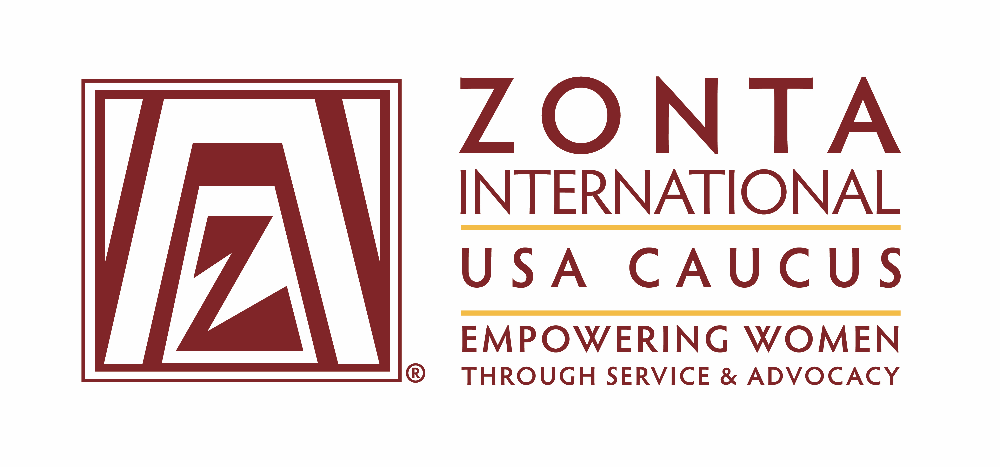 ZONTA
INTERNATIONAL
USA CAUCUS
EMPOWERING WOMEN
THROUGH SERVICE & ADVOCACY
Z
®